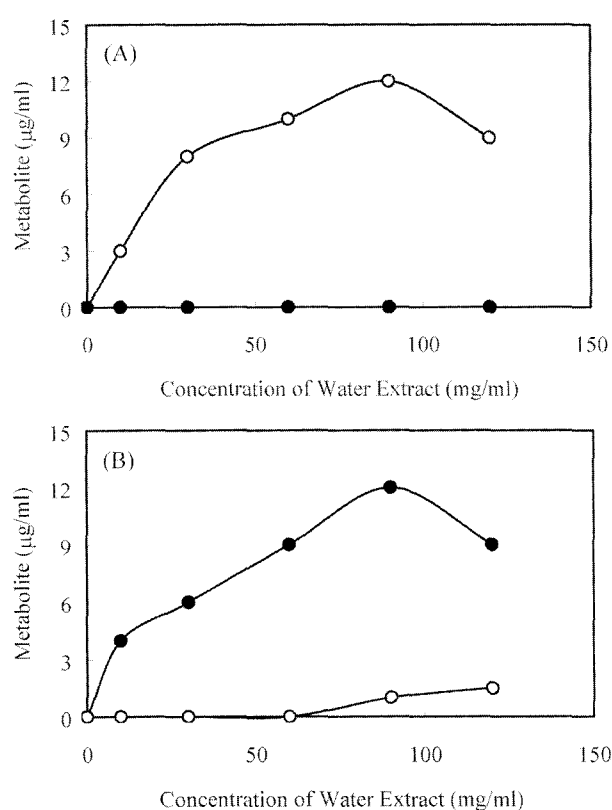 (A)
15
12
9
6
3
0
Metabolite (μg/ml)
0 50 100 150
Concentration of Water Extract (mg/ml)
(B)
15
12
9
6
3
0
Metabolite (μg/ml)
0 50 100 150
Concentration of Water Extract (mg/ml)